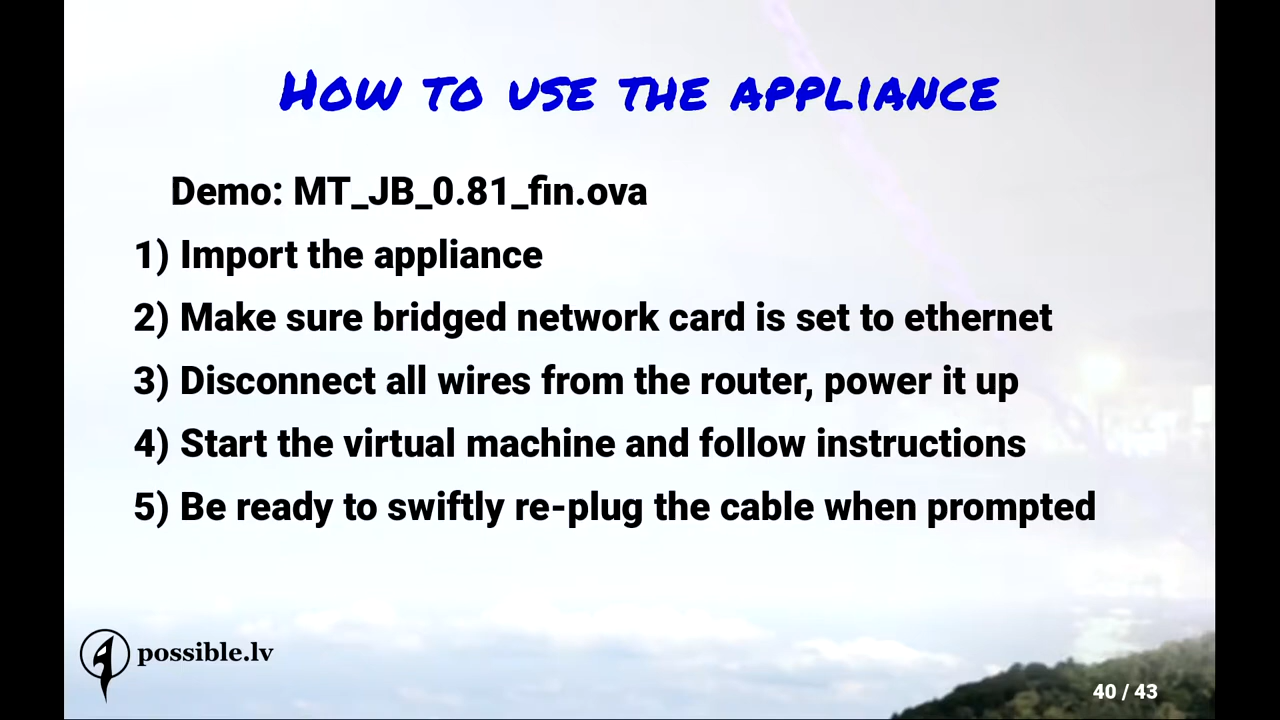 How to use the appliance
Demo: MT_JB_0.81_fin.ova
1) Import the appliance
2) Make sure bridged network card is set to ethernet
3) Disconnect all wires from the router, power it up
4) Start the virtual machine and follow instructions
5) Be ready to swiftly re-plug the cable when prompted
possible.lv
40 / 43